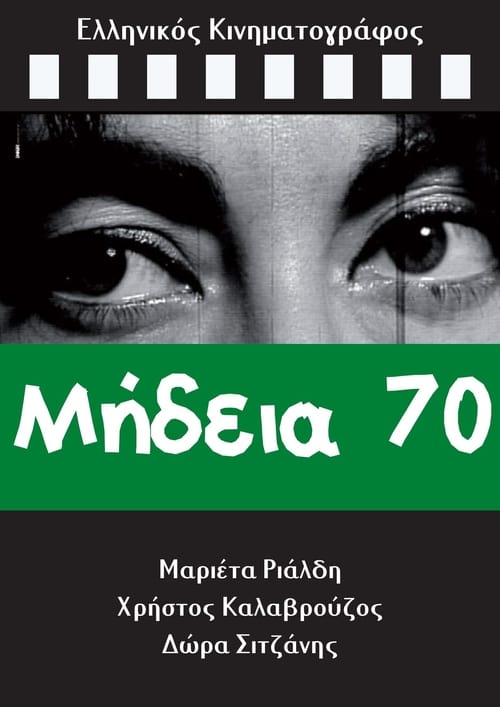 Ελληνικός Κινηματογράφος
Μήδεια 70
Μαριέτα Ριάλδη
Χρήστος Καλαβρούζος
Δώρα Σιτζάνης